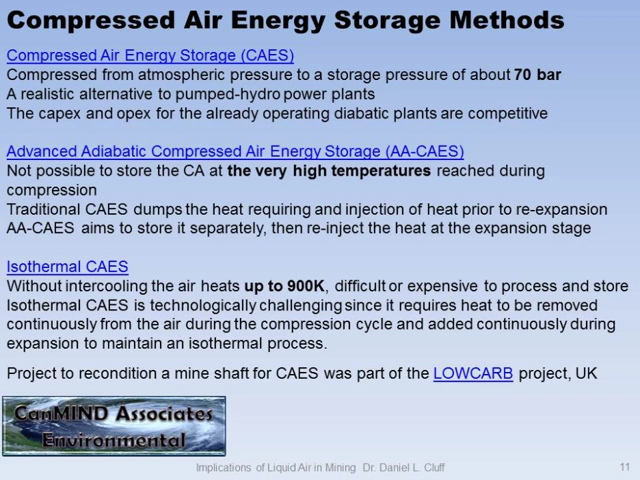 Compressed Air Energy Storage Methods
Compressed Air Energy Storage (CAES)
Compressed from atmospheric pressure to a storage pressure of about 70 bar
A realistic alternative to pumped-hydro power plants
The capex and opex for the already operating diabatic plants are competitive
Advanced Adiabatic Compressed Air Energy Storage (AA-CAES)
Not possible to store the CA at the very high temperatures reached during
compression
Traditional CAES dumps the heat requiring and injection of heat prior to re-expansion
AA-CAES aims to store it separately, then re-inject the heat at the expansion stage
Isothermal CAES
Without intercooling the air heats up to 900K, difficult or expensive to process and store
Isothermal CAES is technologically challenging since it requires heat to be removed
continuously from the air during the compression cycle and added continuously during
expansion to maintain an isothermal process.
Project to recondition a mine shaft for CAES was part of the LOWCARB project, UK
CanMIND Associates
Environmental
Implications of Liquid Air in Mining Dr. Daniel L. Cluff
11